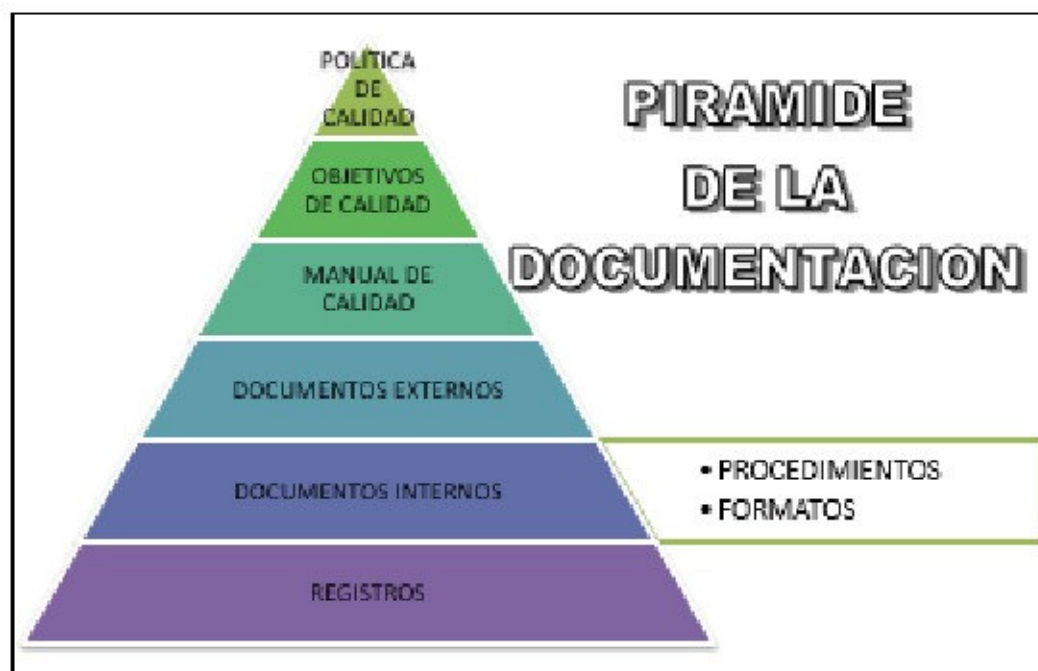 POLÍTICA
DE
CALIDAD
PIRAMIDE
DE LA
DOCUMENTACION
OBJETIVOS
DE CALIDAD
MANUAL DE
CALIDAD
DOCUMENTOS EXTERNOS
DOCUMENTOS INTERNOS
• PROCEDIMIENTOS
• FORMATOS
REGISTROS